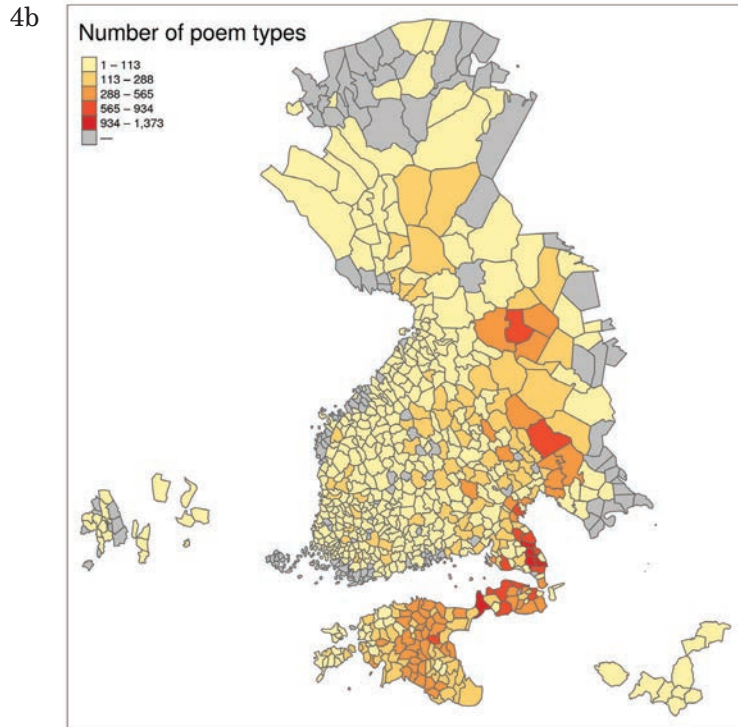 4b
Number of poem types
1 – 113
113 – 288
288 – 565
565 – 934
934 – 1,373
—